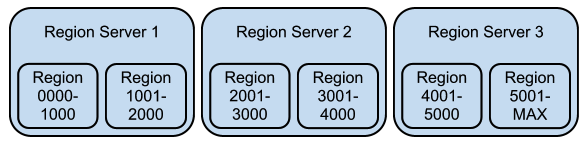 Region Server 1
Region
0000-
1000
Region
1001-
2000
Region Server 2
Region
2001-
3000
Region
3001-
4000
Region Server 3
Region
4001-
5000
Region
5001-
MAX